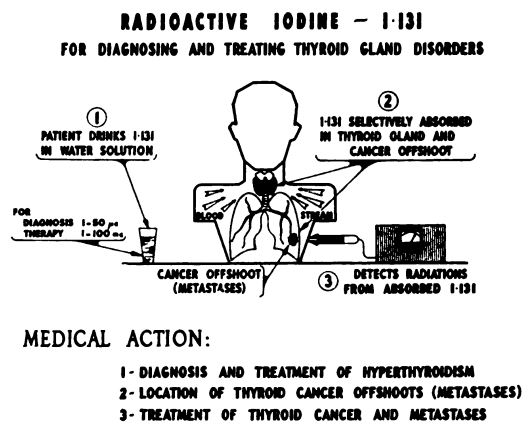 RADIOACTIVE IODINE – I-131
FOR DIAGNOSING AND TREATING THYROID GLAND DISORDERS
1
PATIENT DRINKS I-131
IN WATER SOLUTION
2
I-131 SELECTIVELY ABSORBED
IN THYROID GLAND AND
CANCER OFFSHOOT
FOR
DIAGNOSIS 1-50 μc
THERAPY 1-100 mc
BLOOD STREAM
CANCER OFFSHOOT
(METASTASES)
3
DETECTS RADIATIONS
FROM ABSORBED I-131
MEDICAL ACTION:
1- DIAGNOSIS AND TREATMENT OF HYPERTHYROIDISM
2- LOCATION OF THYROID CANCER OFFSHOOTS (METASTASES)
3- TREATMENT OF THYROID CANCER AND METASTASES